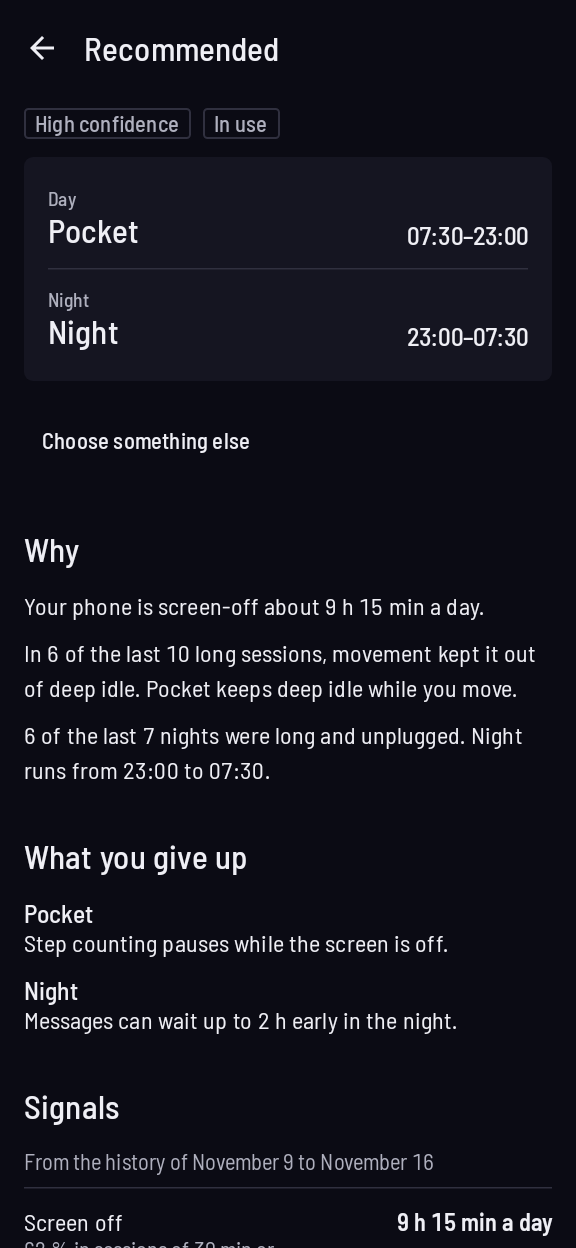 Recommended
High confidence
In use
Day
Pocket
07:30–23:00
Night
Night
23:00–07:30
Choose something else
Why
Your phone is screen-off about 9 h 15 min a day.
In 6 of the last 10 long sessions, movement kept it out
of deep idle. Pocket keeps deep idle while you move.
6 of the last 7 nights were long and unplugged. Night
runs from 23:00 to 07:30.
What you give up
Pocket
Step counting pauses while the screen is off.
Night
Messages can wait up to 2 h early in the night.
Signals
From the history of November 9 to November 16
Screen off
9 h 15 min a day